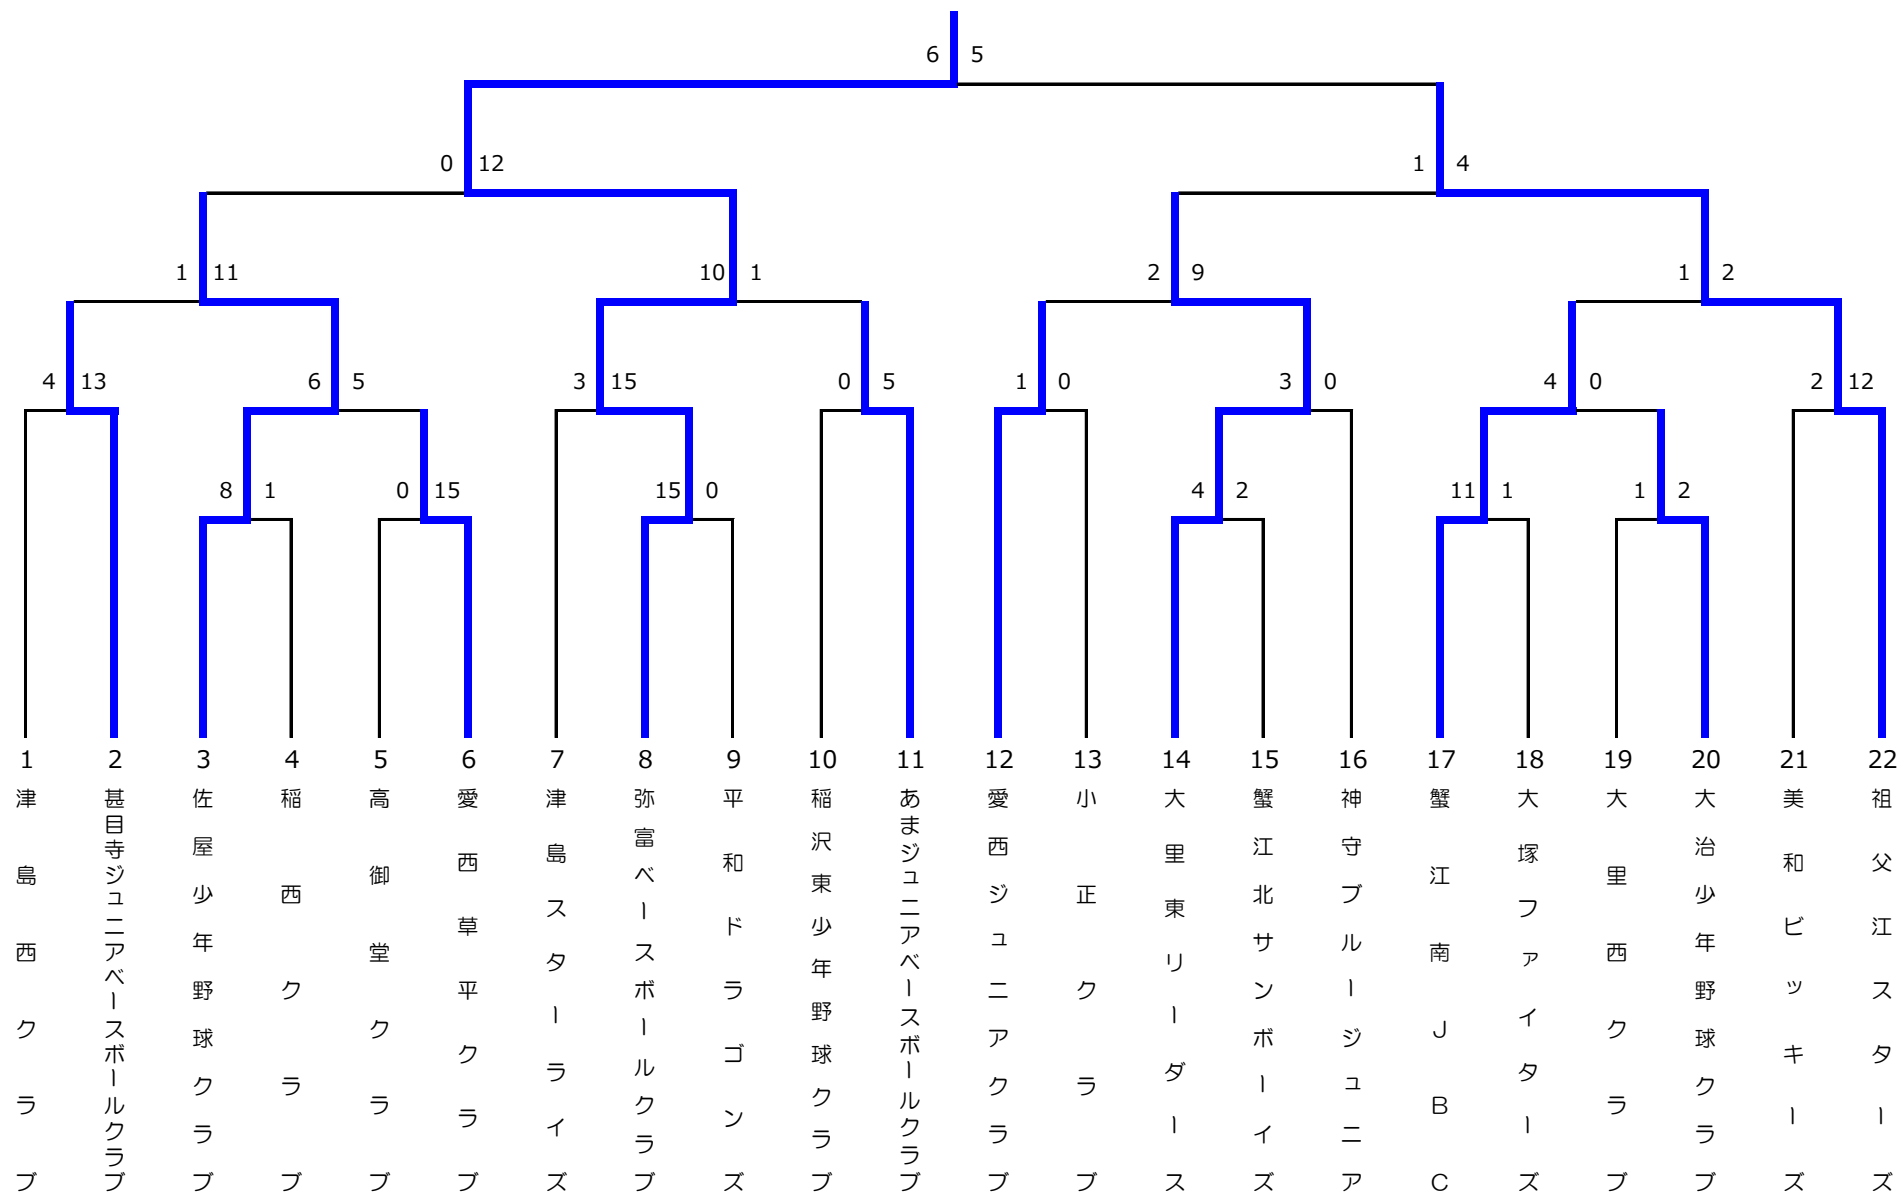 6 5
0 12
1 4
1 11
10 1
2 9
1 2
4 13
6 5
3 15
0 5
1 0
3 0
4 0
2 12
8 1
0 15
15 0
4 2
11 1
1 2
1 2 3 4 5 6 7 8 9 10 11 12 13 14 15 16 17 18 19 20 21 22
津島西クラブ
甚目寺ジュニアベースボールクラブ
佐屋少年野球クラブ
稲西クラブ
高御堂クラブ
愛西草平クラブ
津島スターライズ
弥富ベースボールクラブ
平和ドラゴンズ
稲沢東少年野球クラブ
あまジュニアベースボールクラブ
愛西ジュニアクラブ
小正クラブ
大里東リーダース
蟹江北サンボーイズ
神守ブルージュニア
蟹江南JBC
大塚ファイターズ
大里西クラブ
大治少年野球クラブ
美和ビッキーズ
祖父江スターズ